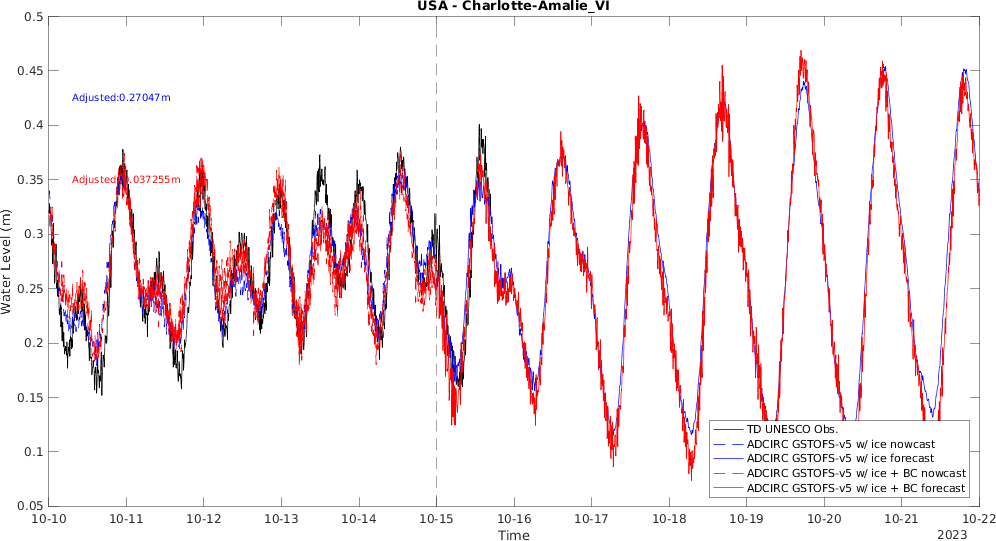 USA - Charlotte-Amalie_VI
0.5
0.45
0.4
0.35
0.3
0.25
0.2
0.15
0.1
0.05
Water Level (m)
Adjusted:0.27047m
TD UNESCO Obs.
ADCIRC GSTOFS-v5 w/ ice nowcast
ADCIRC GSTOFS-v5 w/ ice forecast
ADCIRC GSTOFS-v5 w/ ice + BC nowcast
ADCIRC GSTOFS-v5 w/ ice + BC forecast
10-10 10-11 10-12 10-13 10-14 10-15 10-16 10-17 10-18 10-19 10-20 10-21 10-22
Time
2023